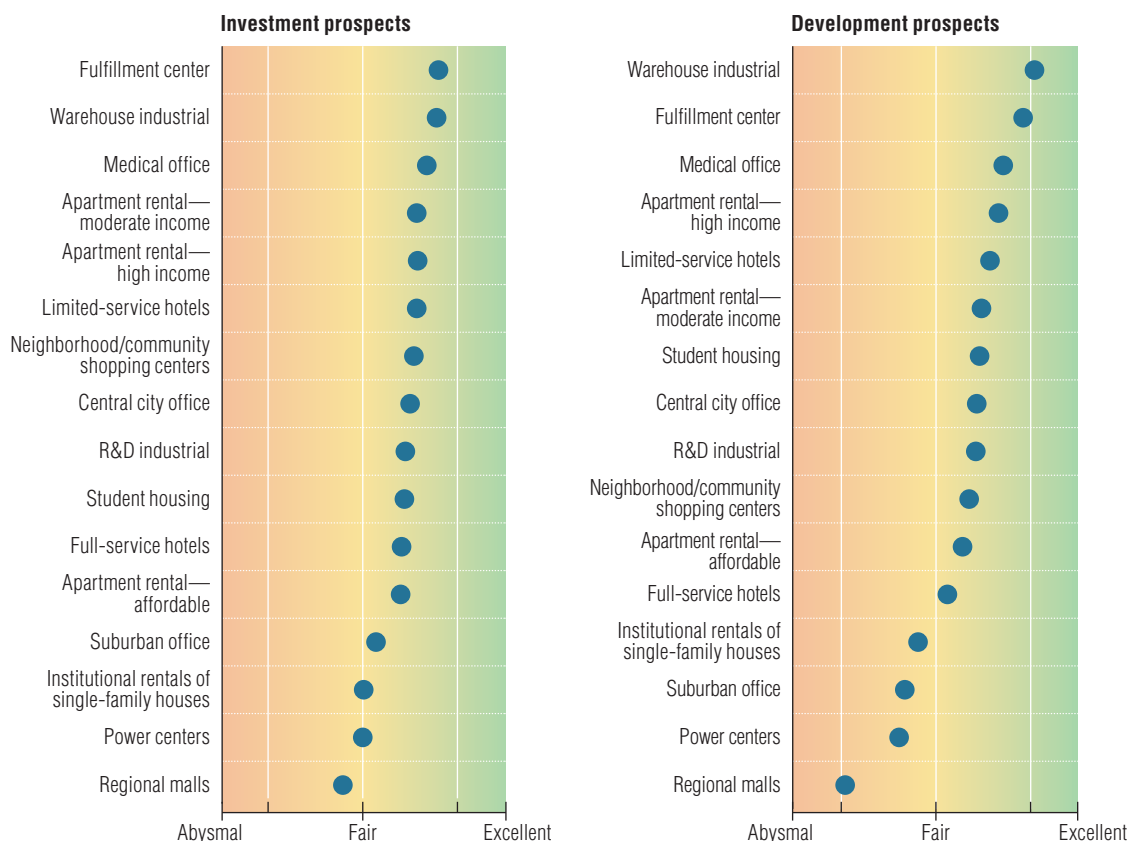 Investment prospects
Fulfillment center
Warehouse industrial
Medical office
Apartment rental—
moderate income
Apartment rental—
high income
Limited-service hotels
Neighborhood/community
shopping centers
Central city office
R&D industrial
Student housing
Full-service hotels
Apartment rental—
affordable
Suburban office
Institutional rentals of
single-family houses
Power centers
Regional malls
Abysmal
Fair
Excellent
Development prospects
Warehouse industrial
Fulfillment center
Medical office
Apartment rental—
high income
Limited-service hotels
Apartment rental—
moderate income
Student housing
Central city office
R&D industrial
Neighborhood/community
shopping centers
Apartment rental—
affordable
Full-service hotels
Institutional rentals of
single-family houses
Suburban office
Power centers
Regional malls
Abysmal
Fair
Excellent